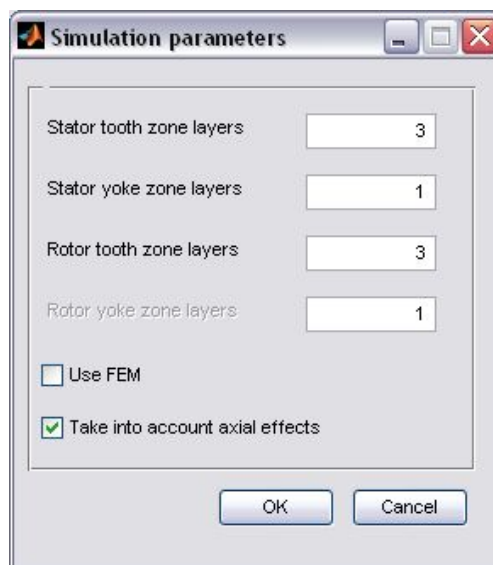 Simulation parameters
Stator tooth zone layers 3
Stator yoke zone layers 1
Rotor tooth zone layers 3
Rotor yoke zone layers 1
Use FEM
Take into account axial effects
OK Cancel